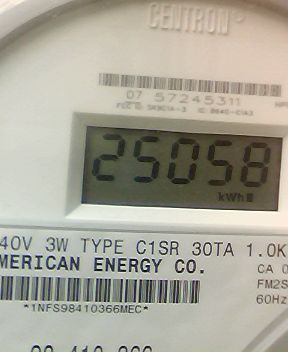 CENTRON®
07 57245311
25058
kWh
40V 3W TYPE C1SR 30TA 1.0K
MERICAN ENERGY CO.
CA 0
FM2S
60Hz
*1NFS98410366MEC*